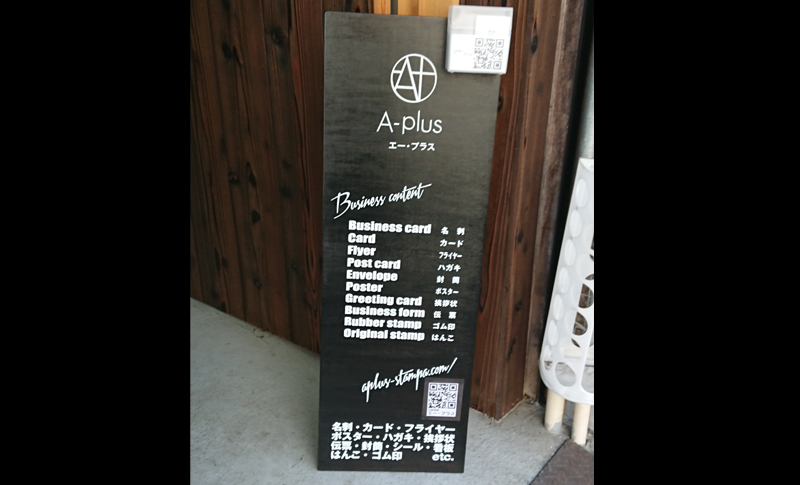 A-plus
エー・プラス
Business content
Business card 名刺
Card カード
Flyer フライヤー
Post card ハガキ
Envelope 封筒
Poster ポスター
Greeting card 挨拶状
Business form 伝票
Rubber stamp ゴム印
Original stamp はんこ
aplus-stampa.com/
名刺・カード・フライヤー
ポスター・ハガキ・挨拶状
伝票・封筒・シール・看板
はんこ・ゴム印 etc.